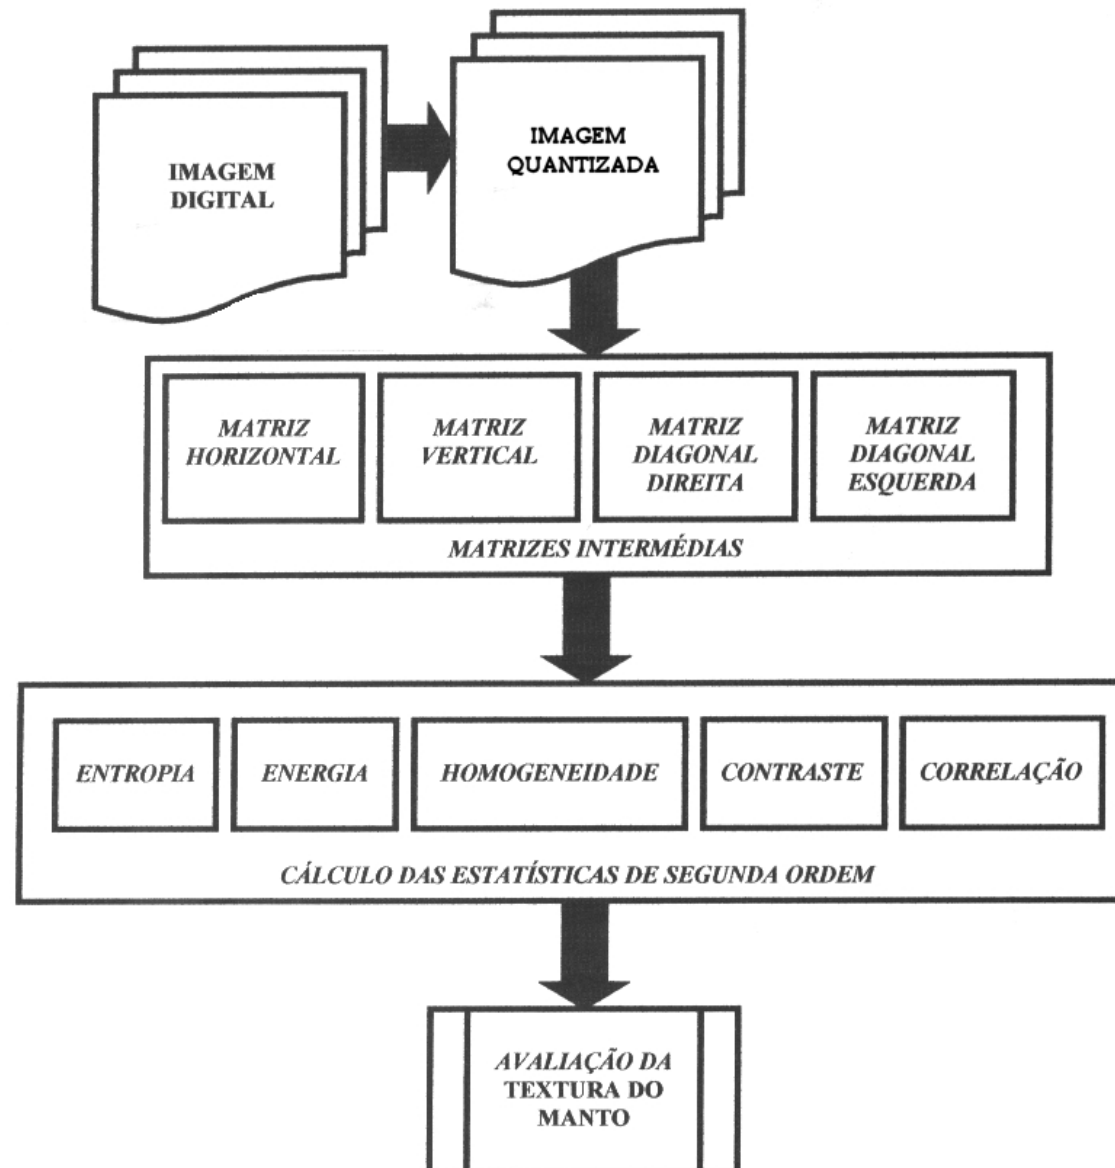 IMAGEM
DIGITAL
IMAGEM
QUANTIZADA
MATRIZ
HORIZONTAL
MATRIZ
VERTICAL
MATRIZ
DIAGONAL
DIREITA
MATRIZ
DIAGONAL
ESQUERDA
MATRIZES INTERMÉDIAS
ENTROPIA
ENERGIA
HOMOGENEIDADE
CONTRASTE
CORRELAÇÃO
CÁLCULO DAS ESTATÍSTICAS DE SEGUNDA ORDEM
AVALIAÇÃO DA
TEXTURA DO
MANTO